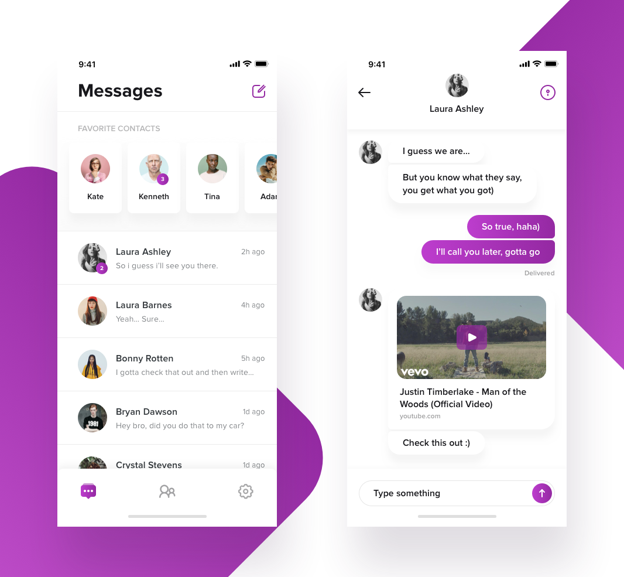 9:41
Messages
FAVORITE CONTACTS
3
Kate
Kenneth
Tina
Adar
Laura Ashley
2h ago
2
So i guess i'll see you there.
Laura Barnes
4h ago
Yeah... Sure...
Bonny Rotten
5h ago
I gotta check that out and then write...
Bryan Dawson
1d ago
Hey bro, did you do that to my car?
Crystal Stevens
1d ago
9:41
?
Laura Ashley
I guess we are...
But you know what they say,
you get what you got)
So true, haha)
I'll call you later, gotta go
Delivered
vevo
Justin Timberlake - Man of the
Woods (Official Video)
youtube.com
Check this out :)
Type something